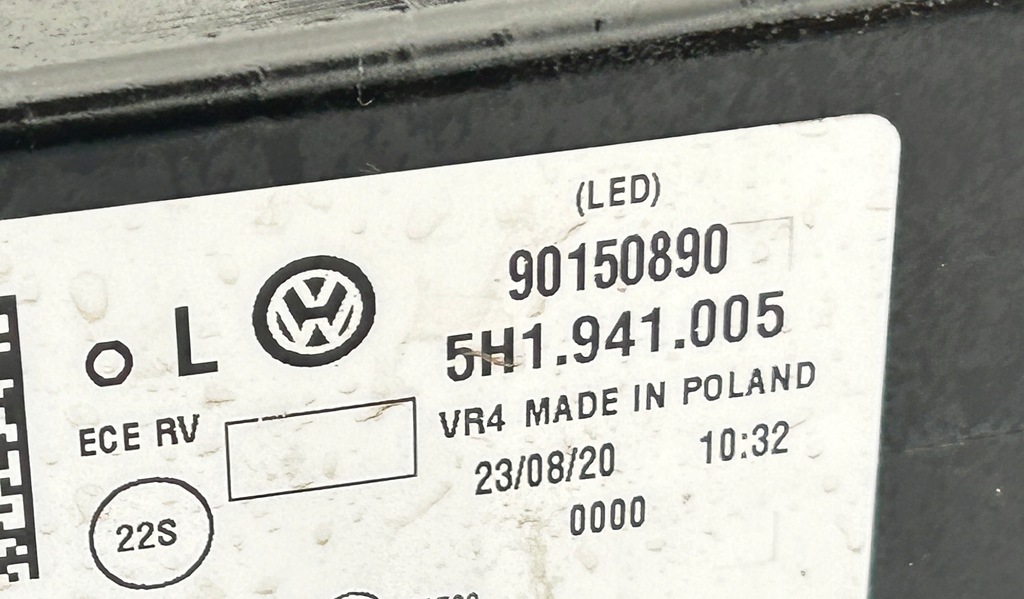 (LED)
90150890
5H1.941.005
L
VR4 MADE IN POLAND
ECE RV
23/08/20 10:32
0000
22S